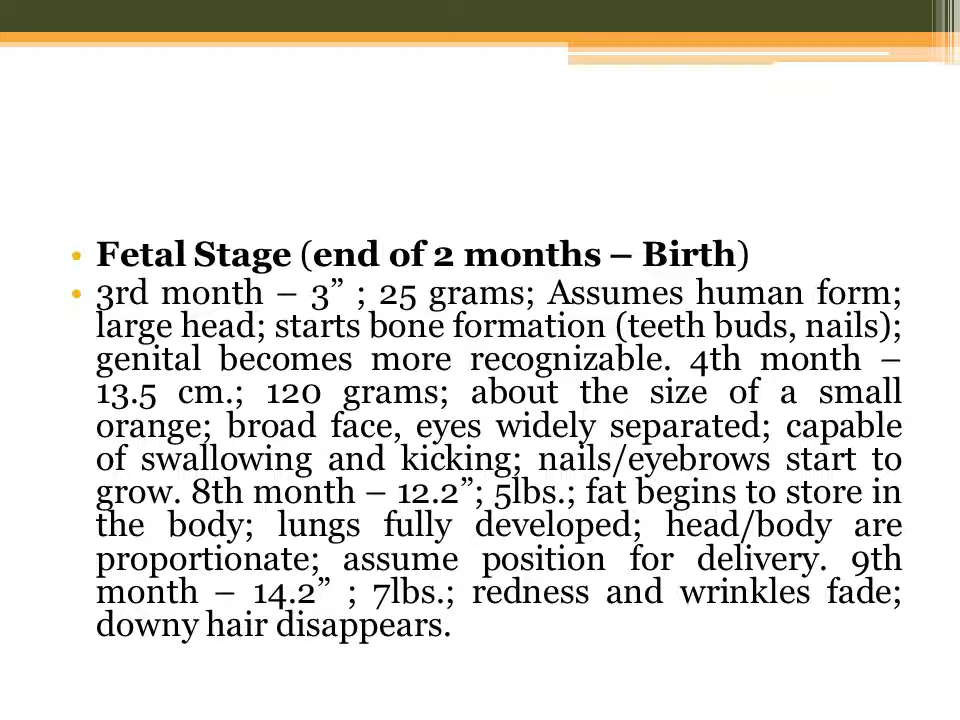 • Fetal Stage (end of 2 months – Birth)
• 3rd month – 3” ; 25 grams; Assumes human form;
large head; starts bone formation (teeth buds, nails);
genital becomes more recognizable. 4th month –
13.5 cm.; 120 grams; about the size of a small
orange; broad face, eyes widely separated; capable
of swallowing and kicking; nails/eyebrows start to
grow. 8th month – 12.2”; 5lbs.; fat begins to store in
the body; lungs fully developed; head/body are
proportionate; assume position for delivery. 9th
month – 14.2” ; 7lbs.; redness and wrinkles fade;
downy hair disappears.